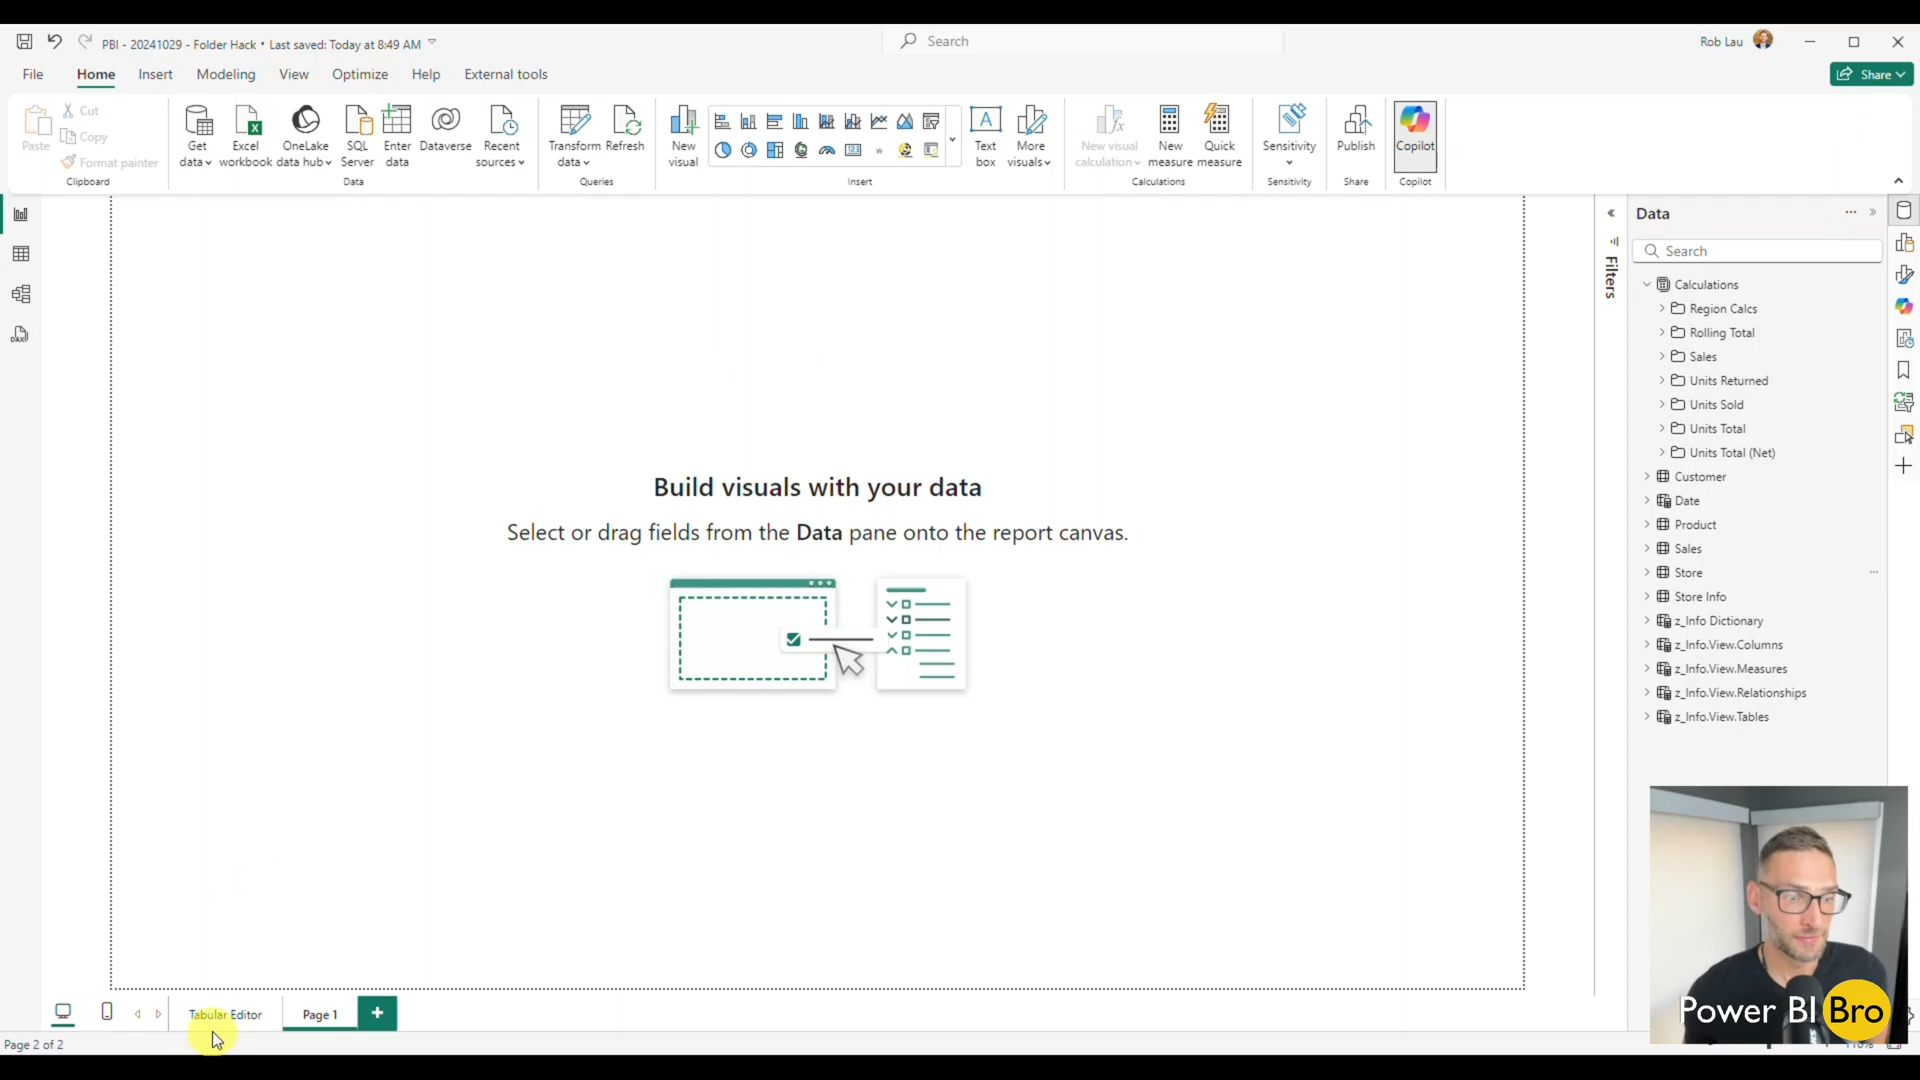 PBI - 20241029 - Folder Hack • Last saved: Today at 8:49 AM
Search
Rob Lau
File
Home
Insert
Modeling
View
Optimize
Help
External tools
Share
Paste
Cut
Copy
Format painter
Clipboard
Get data
Excel workbook
OneLake data hub
SQL Server
Enter data
Dataverse
Recent sources
Data
Transform data
Refresh
Queries
New visual
Insert
A
Text box
More visuals
New visual calculation
New measure
Quick measure
Calculations
Sensitivity
Sensitivity
Publish
Share
Copilot
Copilot
Filters
Data
Search
Calculations
Region Calcs
Rolling Total
Sales
Units Returned
Units Sold
Units Total
Units Total (Net)
Customer
Date
Product
Sales
Store
Store Info
z_Info Dictionary
z_Info.View.Columns
z_Info.View.Measures
z_Info.View.Relationships
z_Info.View.Tables
Build visuals with your data
Select or drag fields from the Data pane onto the report canvas.
Tabular Editor
Page 1
+
Page 2 of 2
Power BI Bro
110%